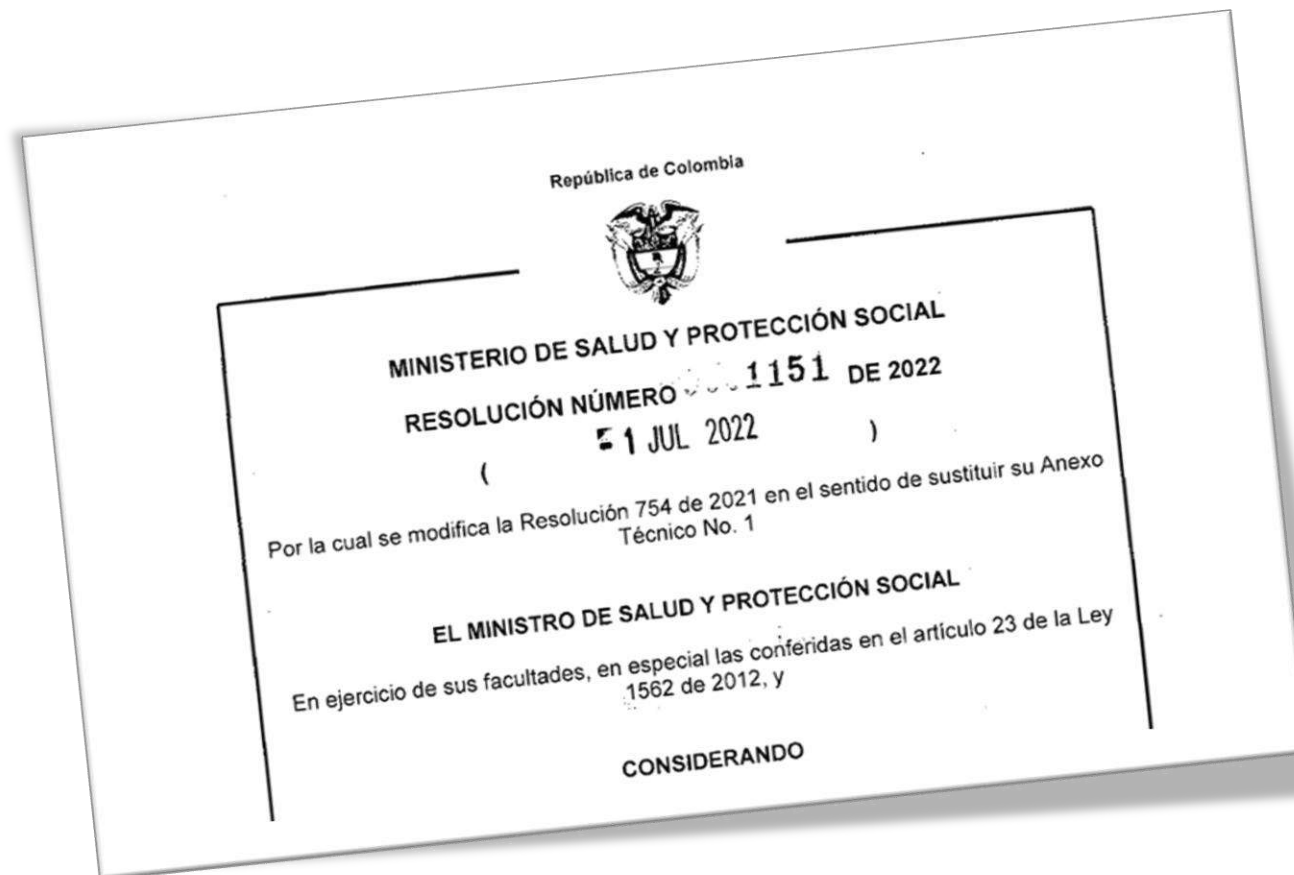 República de Colombia
MINISTERIO DE SALUD Y PROTECCIÓN SOCIAL
RESOLUCIÓN NÚMERO 1151 DE 2022
( 1 JUL 2022 )
Por la cual se modifica la Resolución 754 de 2021 en el sentido de sustituir su Anexo
Técnico No. 1
EL MINISTRO DE SALUD Y PROTECCIÓN SOCIAL
En ejercicio de sus facultades, en especial las conferidas en el artículo 23 de la Ley
1562 de 2012, y
CONSIDERANDO